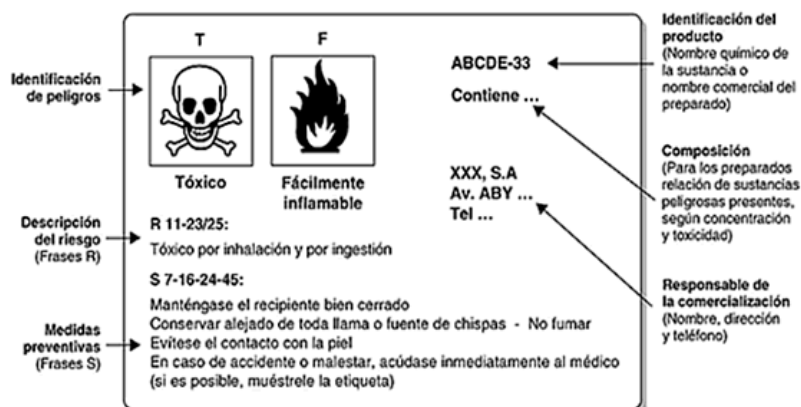 T
F
Identificación
de peligros
Tóxico
Fácilmente
inflamable
ABCDE-33
Contiene ...
XXX, S.A
Av. ABY ...
Tel ...
Identificación del
producto
(Nombre químico de
la sustancia o
nombre comercial del
preparado)
Composición
(Para los preparados
relación de sustancias
peligrosas presentes,
según concentración
y toxicidad)
Responsable de
la comercialización
(Nombre, dirección
y teléfono)
Descripción
del riesgo
(Frases R)
R 11-23/25:
Tóxico por inhalación y por ingestión
S 7-16-24-45:
Manténgase el recipiente bien cerrado
Conservar alejado de toda llama o fuente de chispas - No fumar
Evítese el contacto con la piel
En caso de accidente o malestar, acúdase inmediatamente al médico
(si es posible, muéstrele la etiqueta)
Medidas
preventivas
(Frases S)